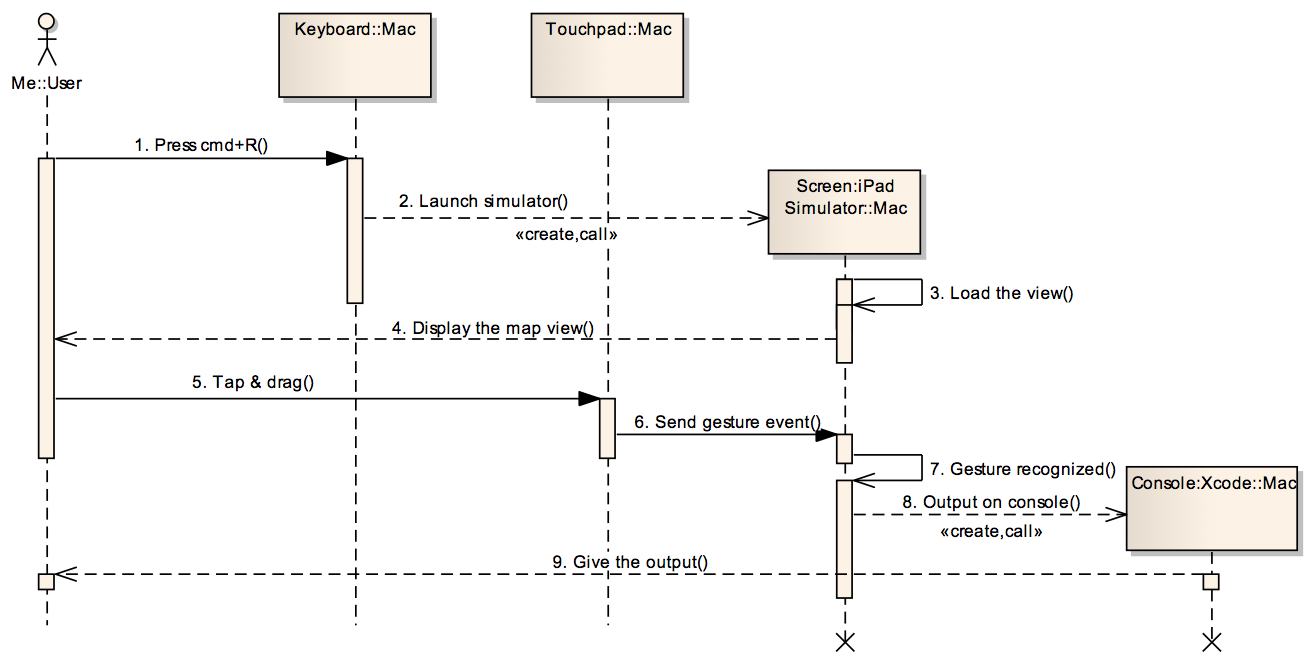 Me::User
Keyboard::Mac
Touchpad::Mac
1. Press cmd+R()
Screen:iPad
Simulator::Mac
2. Launch simulator()
«create,call»
3. Load the view()
4. Display the map view()
5. Tap & drag()
6. Send gesture event()
7. Gesture recognized()
Console:Xcode::Mac
8. Output on console()
«create,call»
9. Give the output()